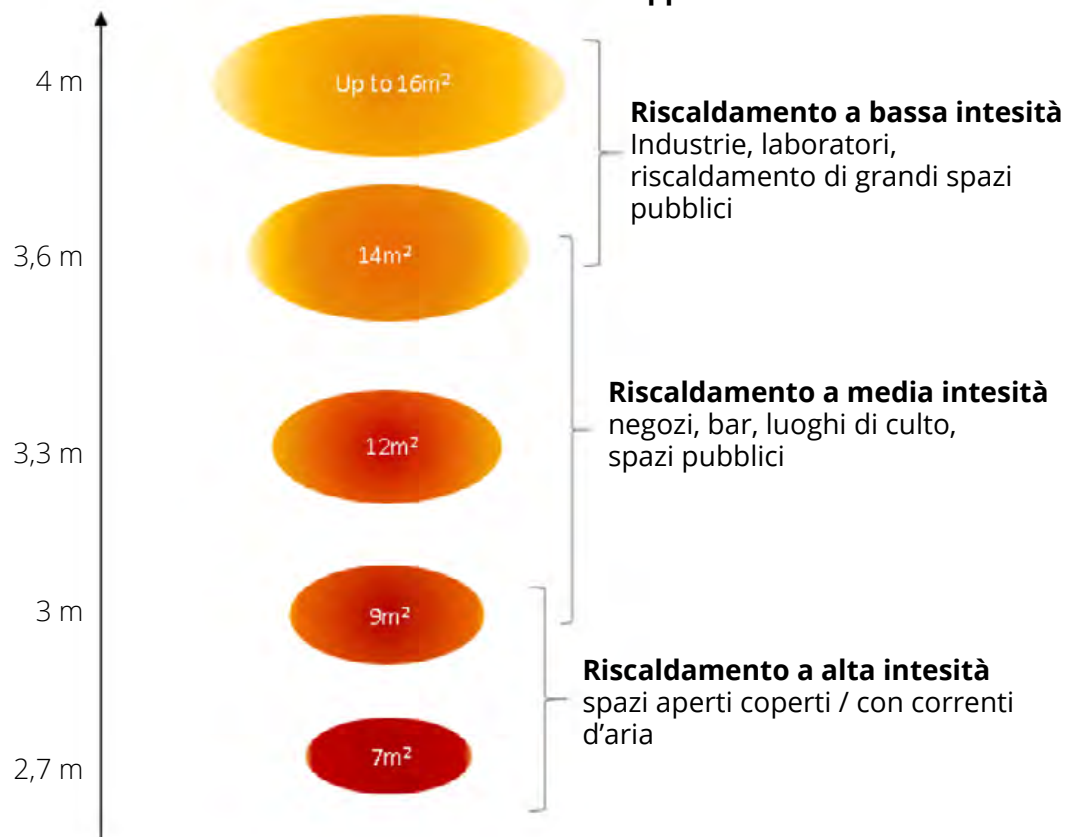 4 m
Up to 16m²
Riscaldamento a bassa intesità
Industrie, laboratori,
riscaldamento di grandi spazi
pubblici
3,6 m
14m²
Riscaldamento a media intesità
negozi, bar, luoghi di culto,
spazi pubblici
3,3 m
12m²
3 m
9m²
Riscaldamento a alta intesità
spazi aperti coperti / con correnti
d'aria
2,7 m
7m²